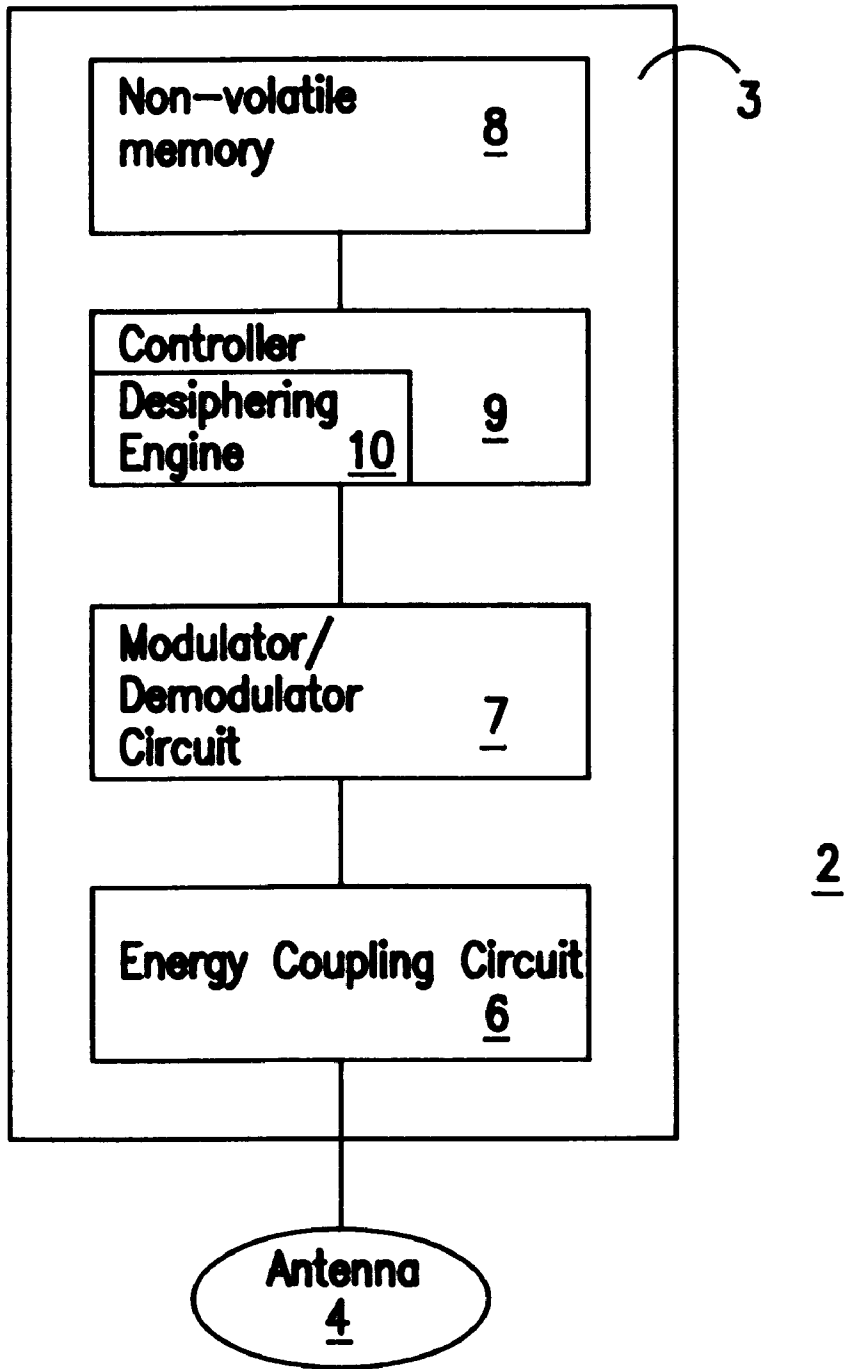 Non-volatile
memory
8
3
Controller
Desiphering
Engine
10
9
Modulator/
Demodulator
Circuit
7
2
Energy Coupling Circuit
6
Antenna
4